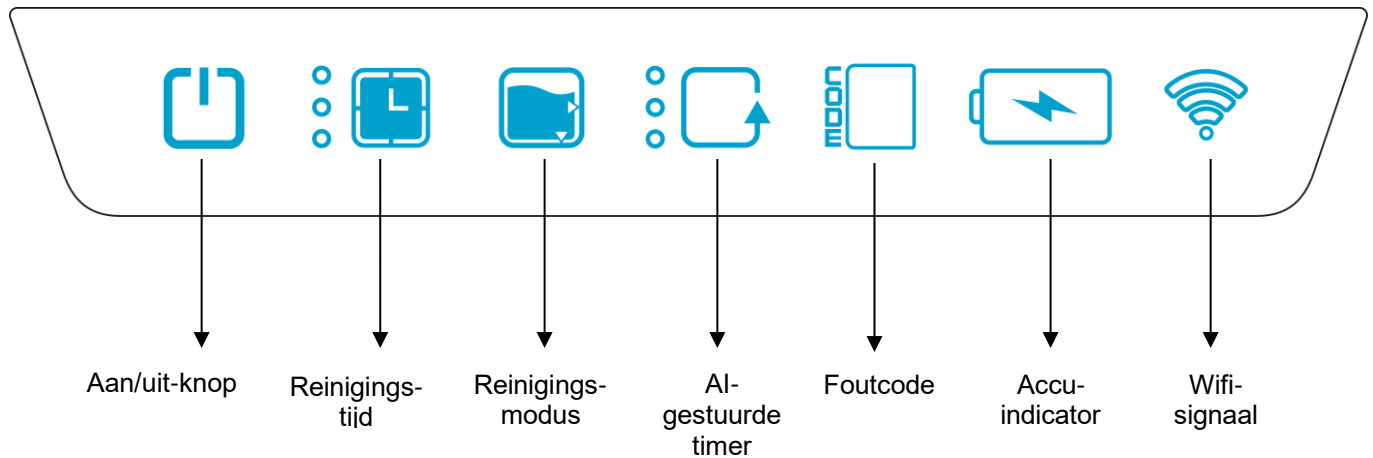 CODE
Aan/uit-knop
Reinigings-
tijd
Reinigings-
modus
AI-
gestuurde
timer
Foutcode
Accu-
indicator
Wifi-
signaal